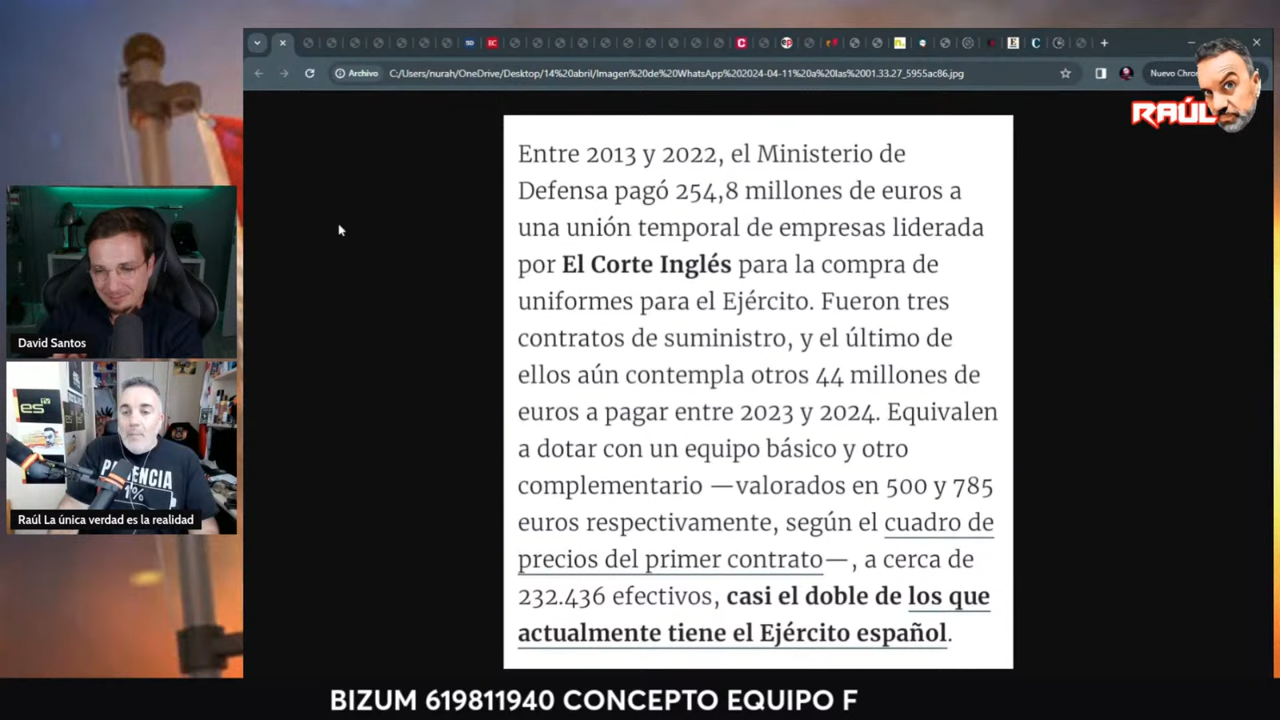 Archivo
C:/Users/nurah/OneDrive/Desktop/14%20abril/Imagen%20de%20WhatsApp%202024-04-11%20a%20las%2001.33.27_5955ac86.jpg
Nuevo Chro
RAÚL
Entre 2013 y 2022, el Ministerio de
Defensa pagó 254,8 millones de euros a
una unión temporal de empresas liderada
por El Corte Inglés para la compra de
uniformes para el Ejército. Fueron tres
contratos de suministro, y el último de
ellos aún contempla otros 44 millones de
euros a pagar entre 2023 y 2024. Equivalen
a dotar con un equipo básico y otro
complementario —valorados en 500 y 785
euros respectivamente, según el cuadro de
precios del primer contrato—, a cerca de
232.436 efectivos, casi el doble de los que
actualmente tiene el Ejército español.
David Santos
es
1%
Raúl La única verdad es la realidad
BIZUM 619811940 CONCEPTO EQUIPO F